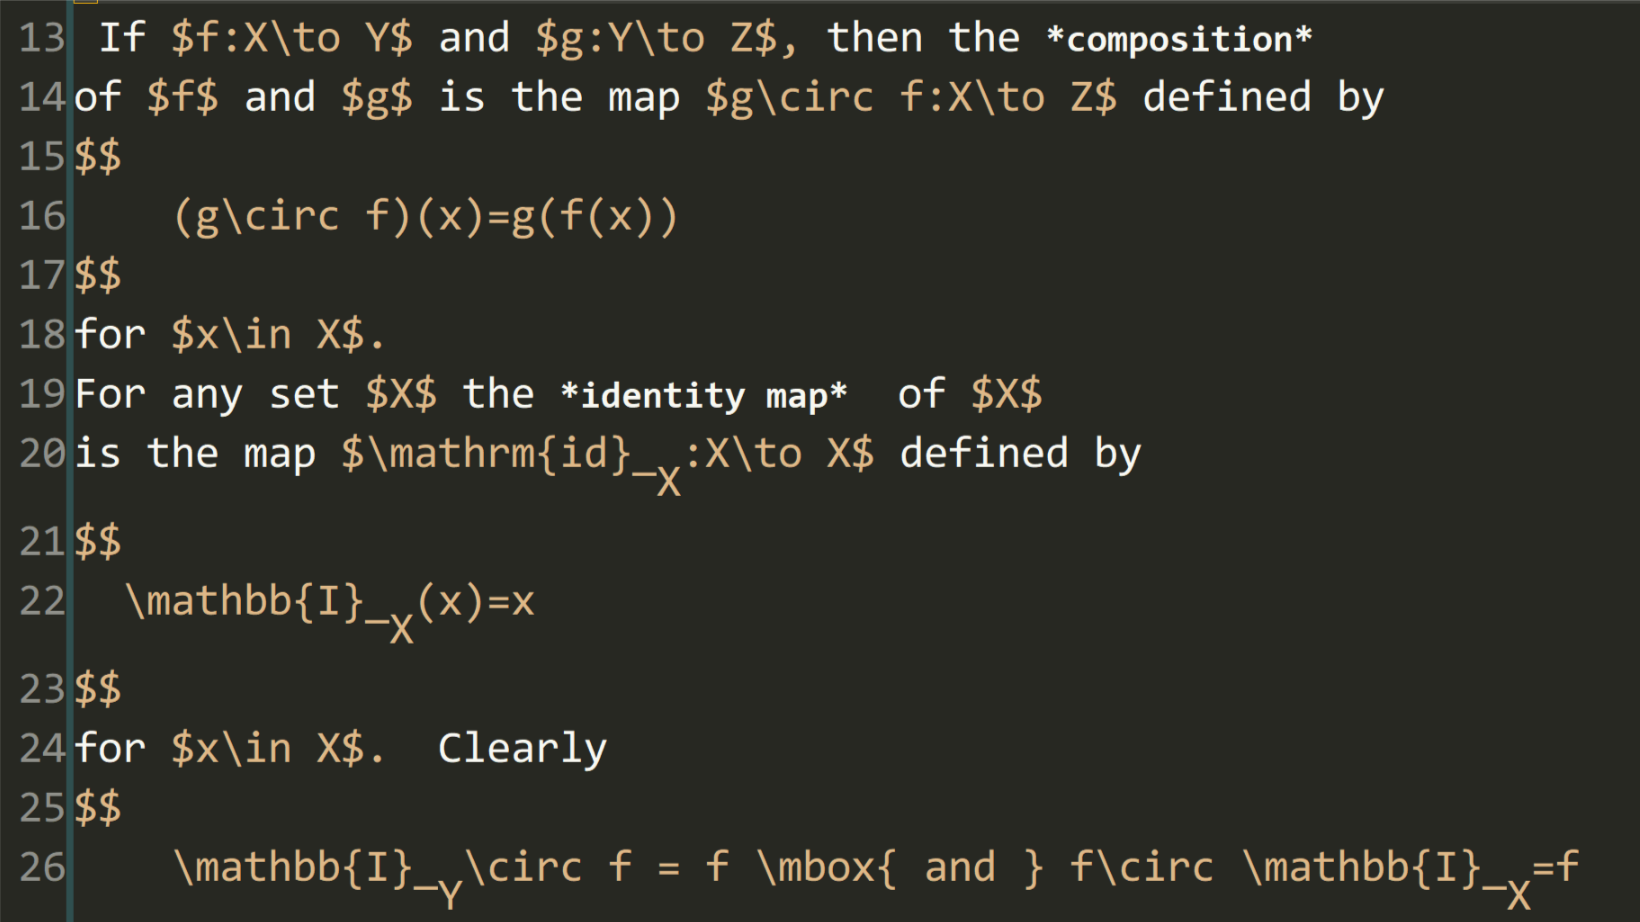 13 If $f:X\to Y$ and $g:Y\to Z$, then the *composition*
14 of $f$ and $g$ is the map $g\circ f:X\to Z$ defined by
15 $$
16     (g\circ f)(x)=g(f(x))
17 $$
18 for $x\in X$.
19 For any set $X$ the *identity map*  of $X$
20 is the map $\mathrm{id}_X:X\to X$ defined by
21 $$
22   \mathbb{I}_X(x)=x
23 $$
24 for $x\in X$.  Clearly
25 $$
26     \mathbb{I}_Y\circ f = f \mbox{ and } f\circ \mathbb{I}_X=f